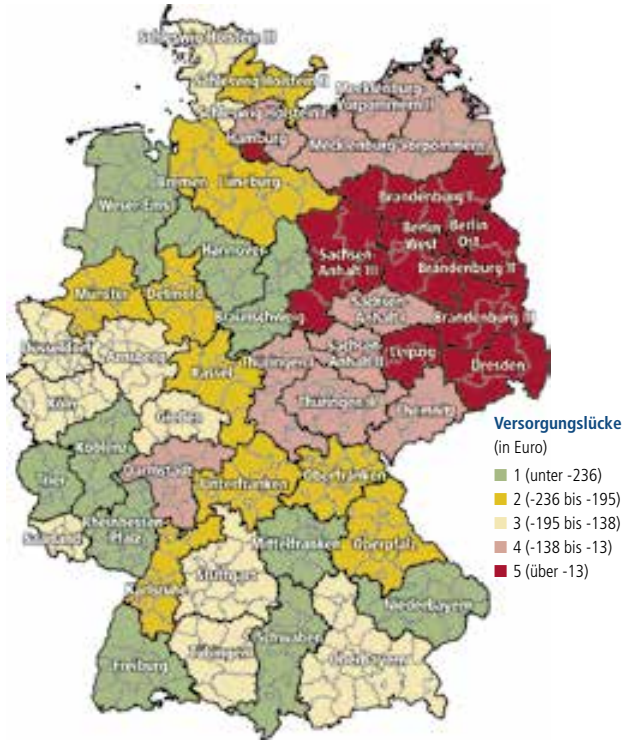 Schleswig Holstein III
Schleswig Holstein II
Mecklenburg
Vorpommern II
Schleswig Holstein I
Hamburg
Mecklenburg Vorpommern
Bremen
Lüneburg
Brandenburg I
Weser-Ems
Berlin
West
Berlin
Ost
Hannover
Sachsen
Anhalt III
Brandenburg II
Münster
Detmold
Sachsen
Anhalt
Braunschweig
Brandenburg III
Düsseldorf
Arnsberg
Kassel
Thüringen
Sachsen
Anhalt II
Leipzig
Dresden
Köln
Gießen
Thüringen
Chemnitz
Versorgungslücke
(in Euro)
1 (unter -236)
2 (-236 bis -195)
3 (-195 bis -138)
4 (-138 bis -13)
5 (über -13)
Koblenz
Trier
Darmstadt
Unterfranken
Oberfranken
Rheinhessen-
Pfalz
Saarland
Mittelfranken
Oberpfalz
Karlsruhe
Stuttgart
Niederbayern
Schwaben
Tübingen
Oberbayern
Freiburg